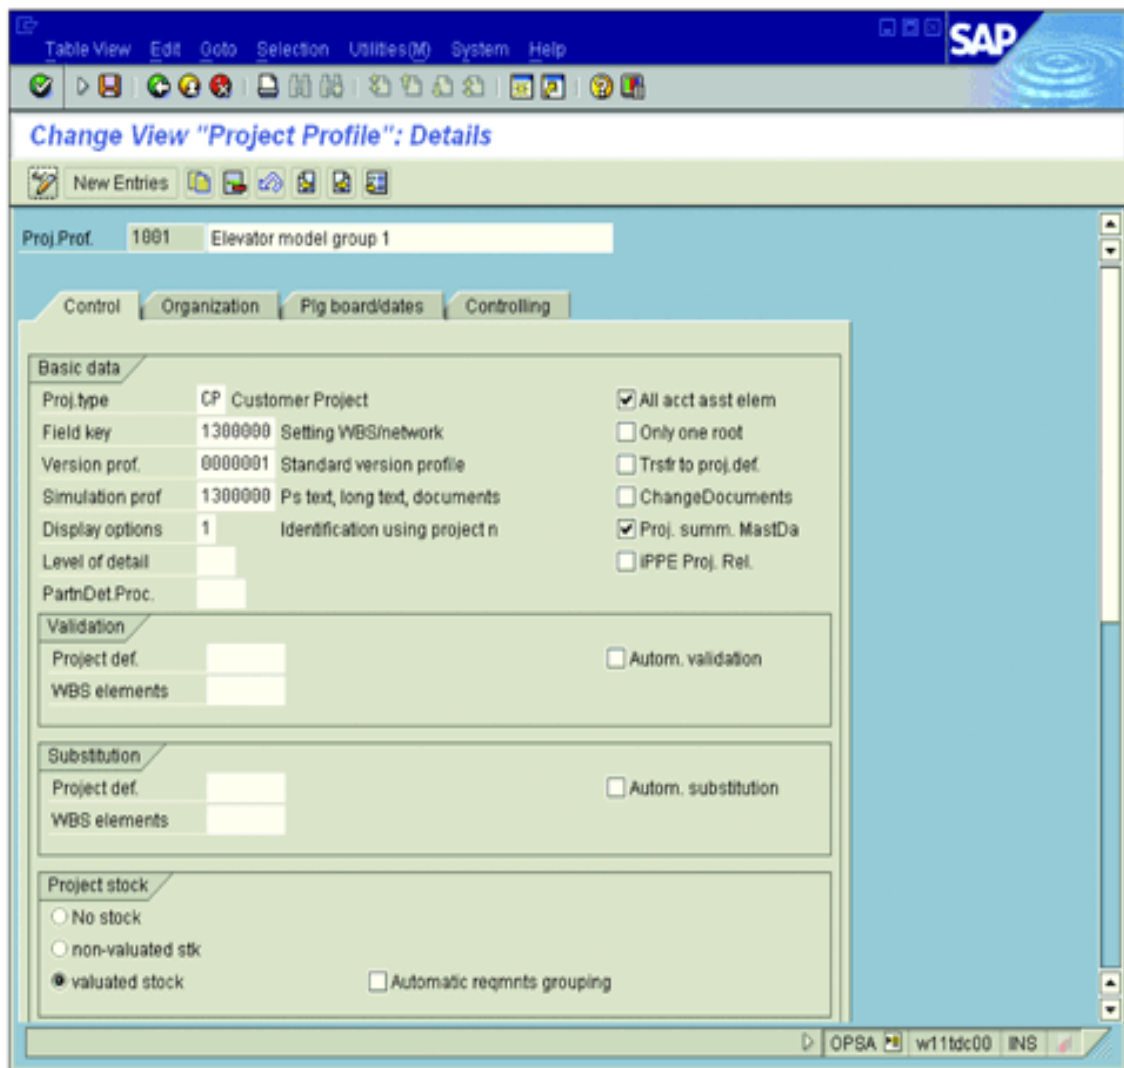 SAP
Table View Edit Goto Selection Utilities(M) System Help
Change View "Project Profile": Details
New Entries
Proj.Prof. 1001 Elevator model group 1
Control Organization Plg board/dates Controlling
Basic data
Proj.type CP Customer Project All acct asst elem
Field key 1300000 Setting WBS/network Only one root
Version prof. 0000001 Standard version profile Trsfr to proj.def.
Simulation prof 1300000 Ps text, long text, documents ChangeDocuments
Display options 1 Identification using project n Proj. summ. MastDa
Level of detail iPPE Proj. Rel.
PartnDet.Proc.
Validation
Project def. Autom. validation
WBS elements
Substitution
Project def. Autom. substitution
WBS elements
Project stock
No stock
non-valuated stk
valuated stock Automatic reqmnts grouping
OPSA w11tdc00 INS